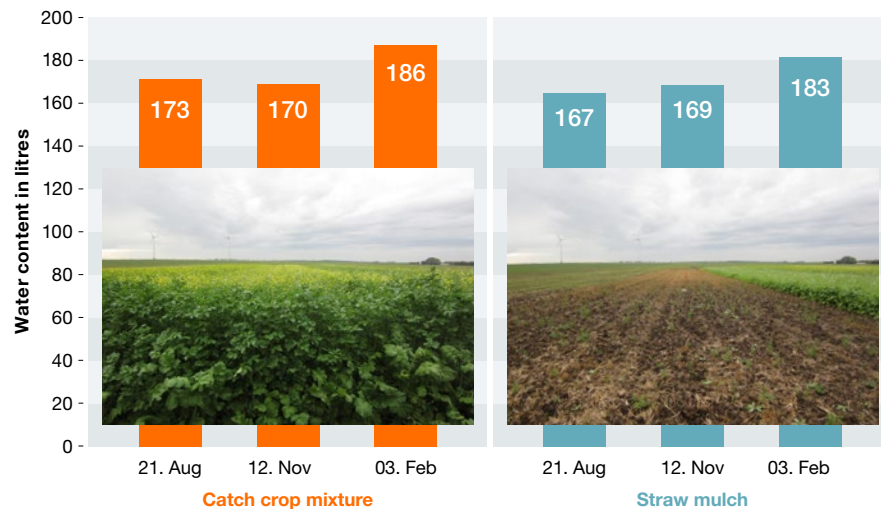 200
180
160
140
120
100
80
60
40
20
0
Water content in litres
173
170
186
167
169
183
21. Aug
12. Nov
03. Feb
21. Aug
12. Nov
03. Feb
Catch crop mixture
Straw mulch